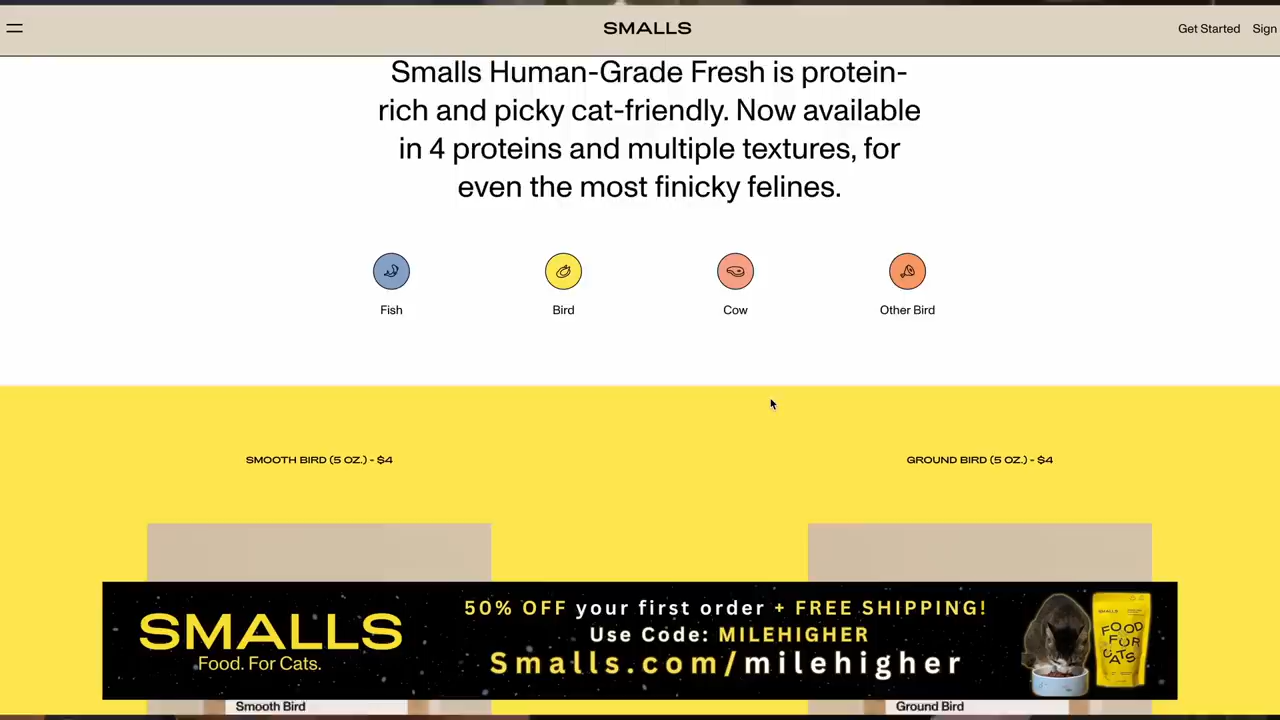 SMALLS
Get Started
Sign
Smalls Human-Grade Fresh is protein-
rich and picky cat-friendly. Now available
in 4 proteins and multiple textures, for
even the most finicky felines.
Fish
Bird
Cow
Other Bird
SMOOTH BIRD (5 OZ.) - $4
GROUND BIRD (5 OZ.) - $4
SMALLS
Food. For Cats.
50% OFF your first order + FREE SHIPPING!
Use Code: MILEHIGHER
Smalls.com/milehigher
SMALLS
FOOD
FOR
CATS
Smooth Bird
Ground Bird